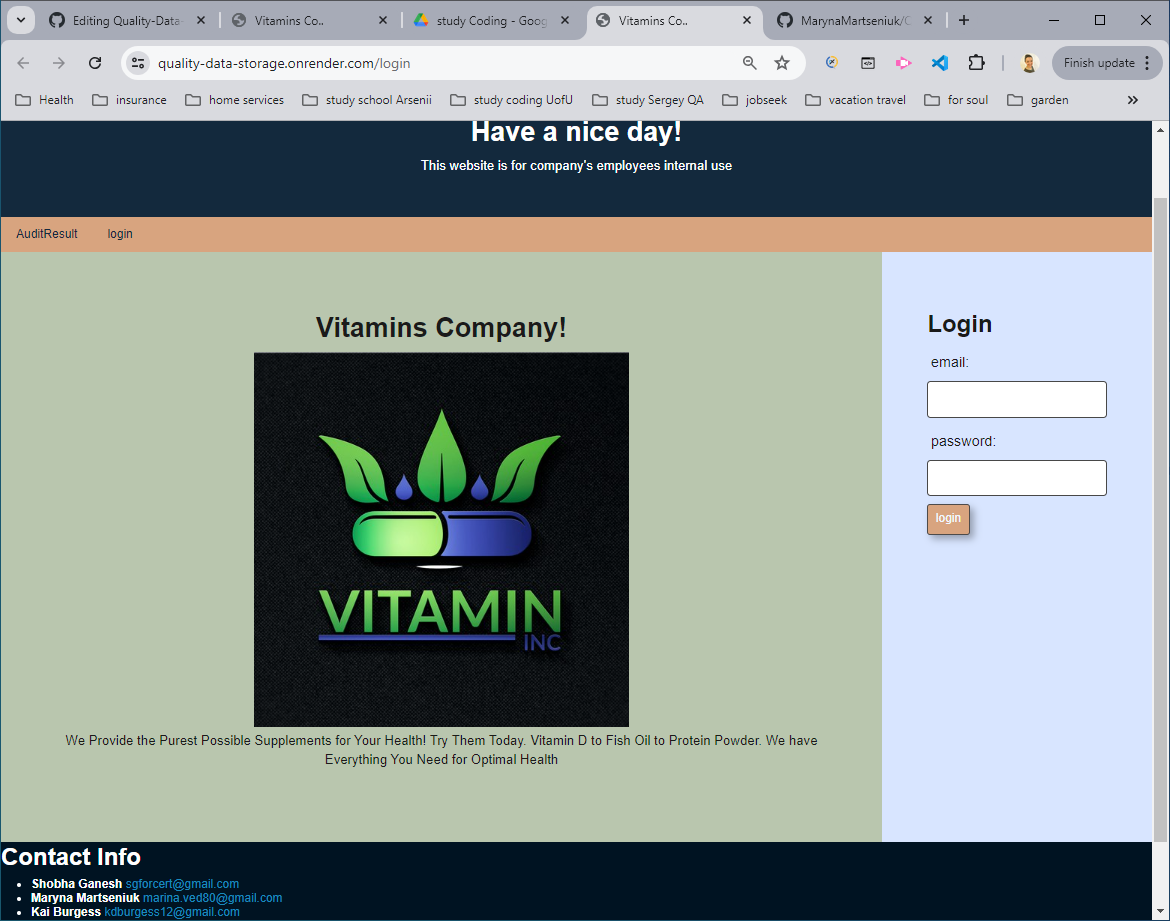 Editing Quality-Data-
Vitamins Co..
study Coding - Goog
Vitamins Co..
MarynaMartseniuk/C
quality-data-storage.onrender.com/login
Finish update
Health
insurance
home services
study school Arsenii
study coding UofU
study Sergey QA
jobseek
vacation travel
for soul
garden
Have a nice day!
This website is for company's employees internal use
AuditResult
login
Vitamins Company!
VITAMIN
INC
We Provide the Purest Possible Supplements for Your Health! Try Them Today. Vitamin D to Fish Oil to Protein Powder. We have
Everything You Need for Optimal Health
Login
email:
password:
login
Contact Info
Shobha Ganesh sgforcert@gmail.com
Maryna Martseniuk marina.ved80@gmail.com
Kai Burgess kdburgess12@gmail.com